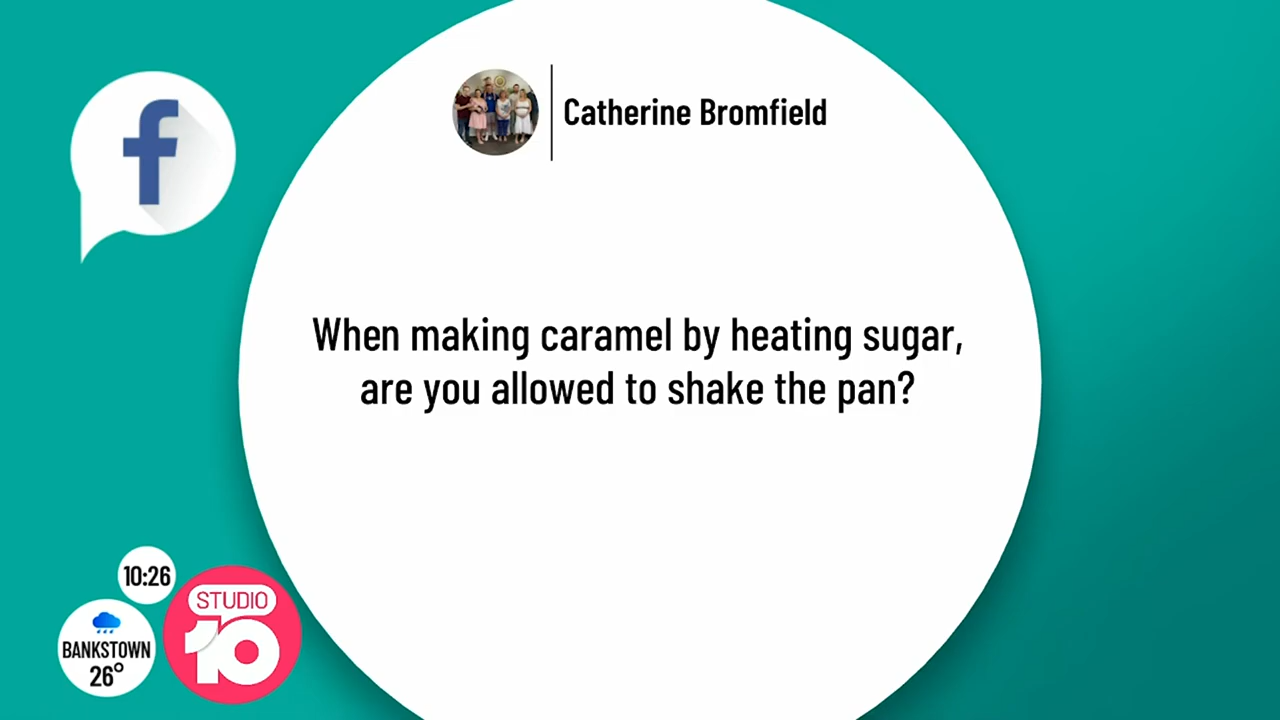 Catherine Bromfield
When making caramel by heating sugar,
are you allowed to shake the pan?
10:26
BANKSTOWN
26°
STUDIO
10